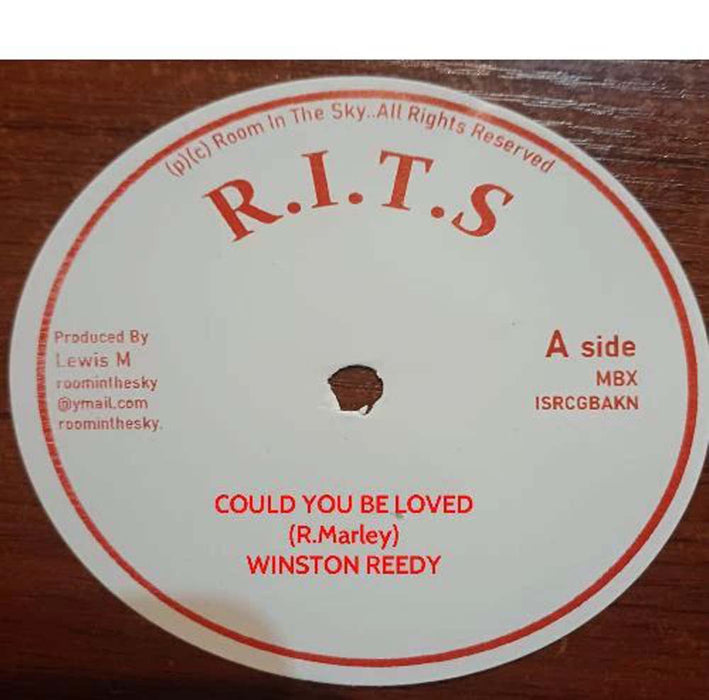 (p)(c) Room In The Sky..All Rights Reserved
R.I.T.S
Produced By
Lewis M
roominthesky
@ymail.com
roominthesky.
A side
MBX
ISRCGBAKN
COULD YOU BE LOVED
(R.Marley)
WINSTON REEDY